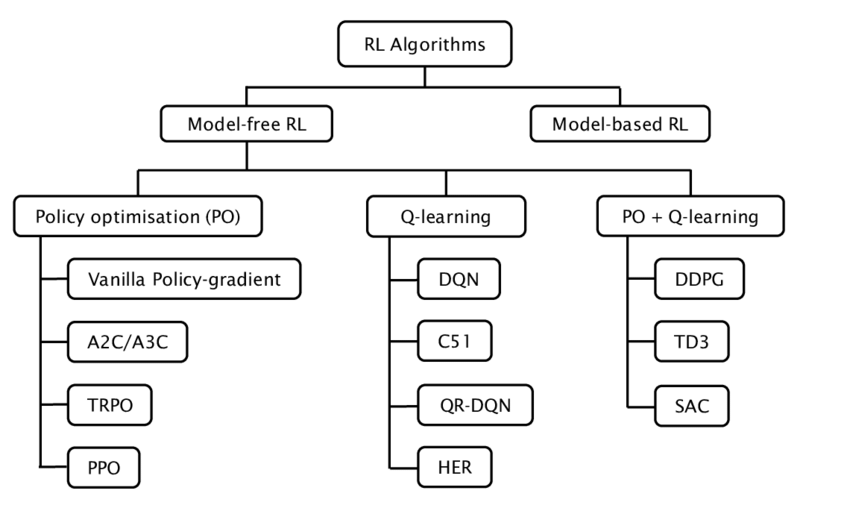 RL Algorithms
Model-free RL
Model-based RL
Policy optimisation (PO)
Q-learning
PO + Q-learning
Vanilla Policy-gradient
DQN
DDPG
A2C/A3C
C51
TD3
TRPO
QR-DQN
SAC
PPO
HER